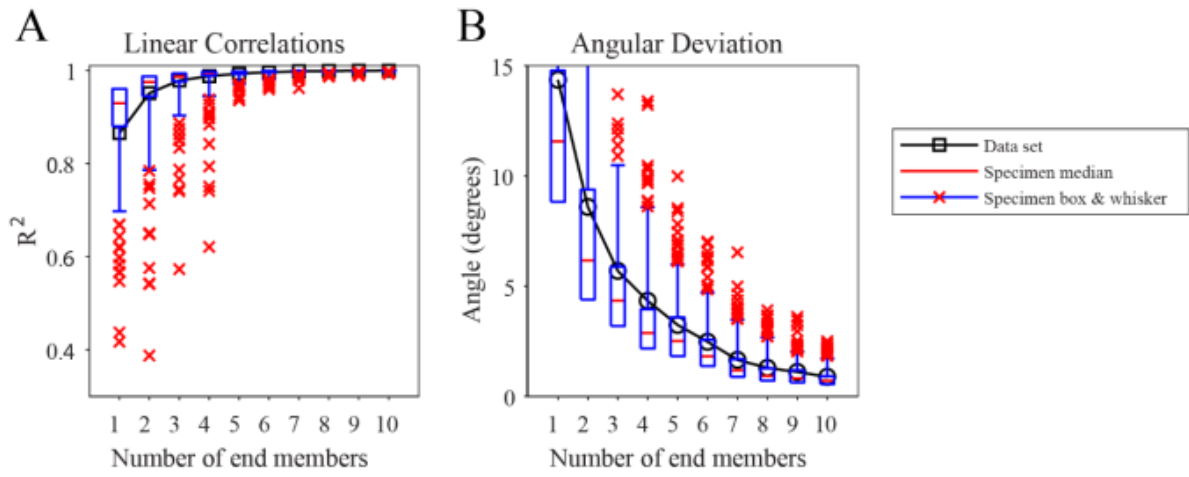 A
Linear Correlations
1
0.8
0.6
0.4
R²
1 2 3 4 5 6 7 8 9 10
Number of end members
B
Angular Deviation
15
10
5
0
Angle (degrees)
1 2 3 4 5 6 7 8 9 10
Number of end members
Data set
Specimen median
Specimen box & whisker